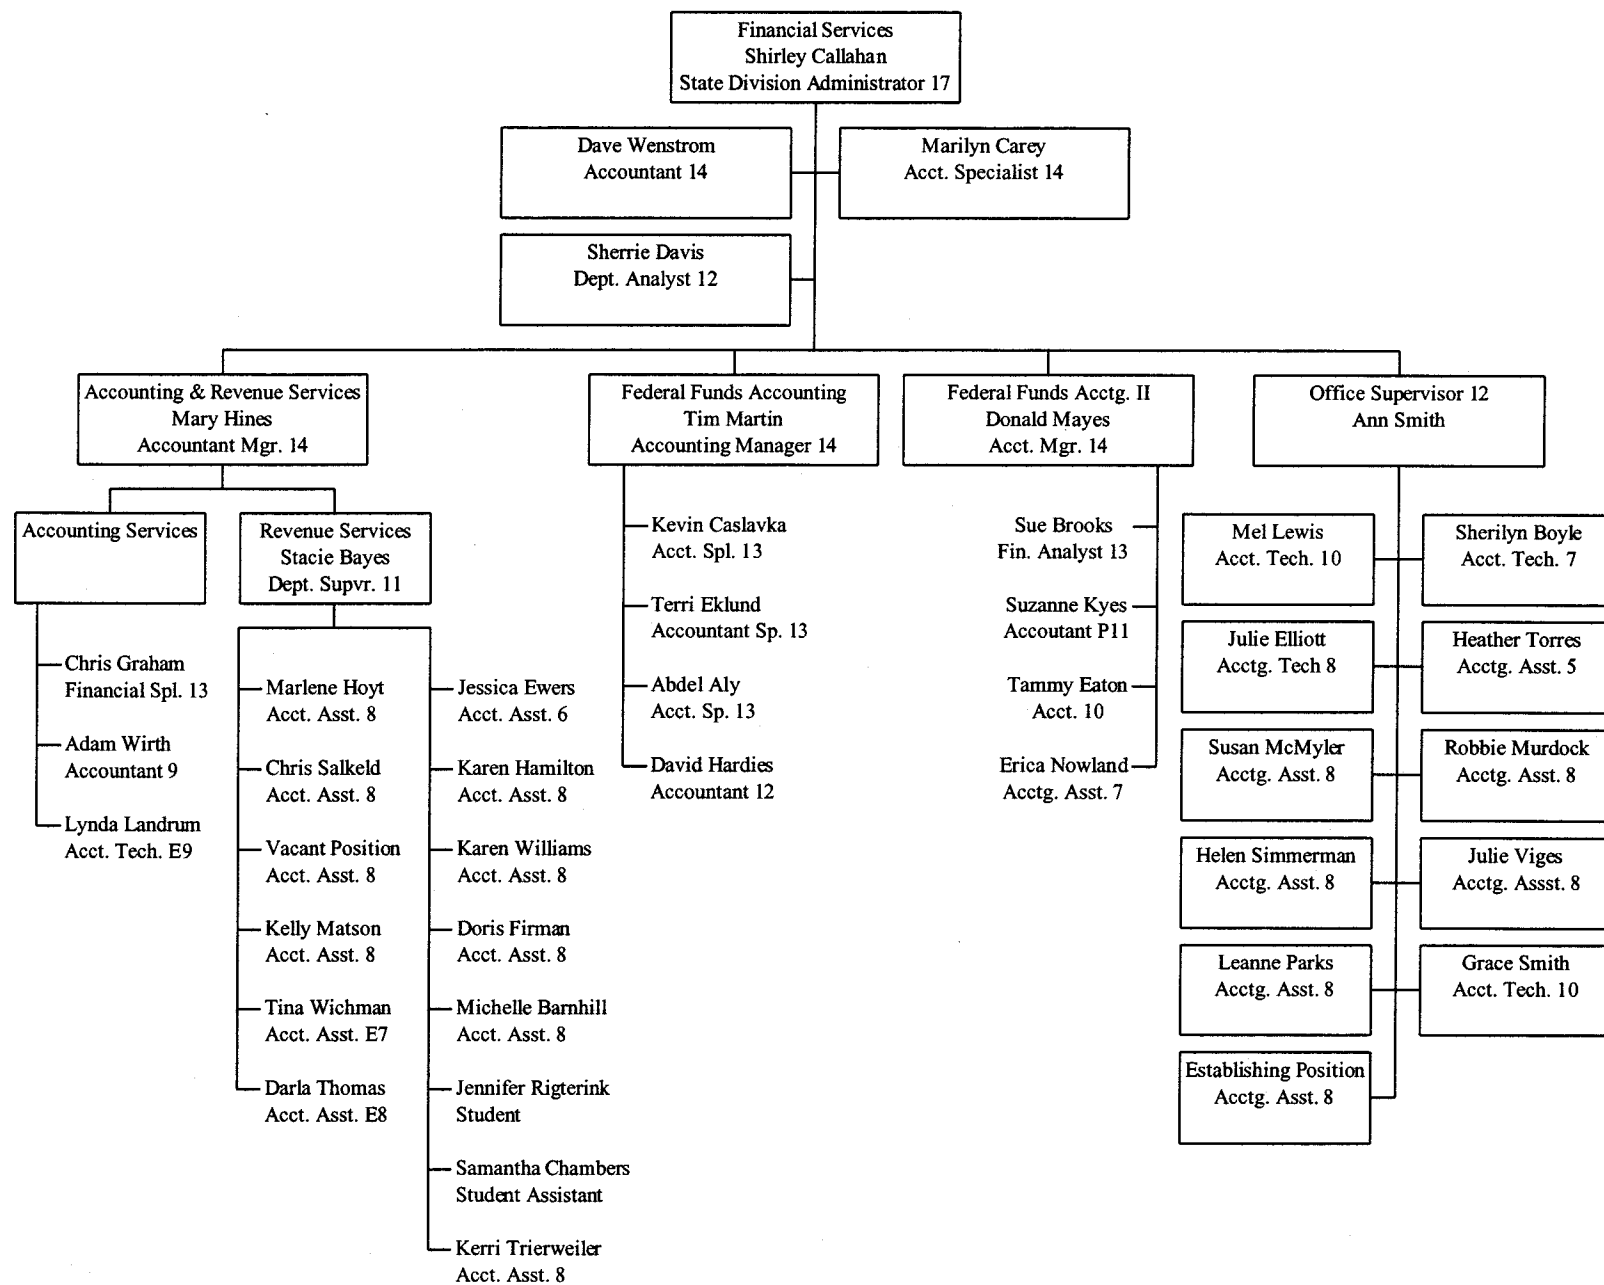 Financial Services
Shirley Callahan
State Division Administrator 17
Dave Wenstrom
Accountant 14
Marilyn Carey
Acct. Specialist 14
Sherrie Davis
Dept. Analyst 12
Accounting & Revenue Services
Mary Hines
Accountant Mgr. 14
Federal Funds Accounting
Tim Martin
Accounting Manager 14
Federal Funds Acctg. II
Donald Mayes
Acct. Mgr. 14
Office Supervisor 12
Ann Smith
Accounting Services
Revenue Services
Stacie Bayes
Dept. Supvr. 11
Chris Graham
Financial Spl. 13
Adam Wirth
Accountant 9
Lynda Landrum
Acct. Tech. E9
Marlene Hoyt
Acct. Asst. 8
Chris Salkeld
Acct. Asst. 8
Vacant Position
Acct. Asst. 8
Kelly Matson
Acct. Asst. 8
Tina Wichman
Acct. Asst. E7
Darla Thomas
Acct. Asst. E8
Jessica Ewers
Acct. Asst. 6
Karen Hamilton
Acct. Asst. 8
Karen Williams
Acct. Asst. 8
Doris Firman
Acct. Asst. 8
Michelle Barnhill
Acct. Asst. 8
Jennifer Rigterink
Student
Samantha Chambers
Student Assistant
Kerri Trierweiler
Acct. Asst. 8
Kevin Caslavka
Acct. Spl. 13
Terri Eklund
Accountant Sp. 13
Abdel Aly
Acct. Sp. 13
David Hardies
Accountant 12
Sue Brooks
Fin. Analyst 13
Suzanne Kyes
Accoutant P11
Tammy Eaton
Acct. 10
Erica Nowland
Acctg. Asst. 7
Mel Lewis
Acct. Tech. 10
Sherilyn Boyle
Acct. Tech. 7
Julie Elliott
Acctg. Tech 8
Heather Torres
Acctg. Asst. 5
Susan McMyler
Acctg. Asst. 8
Robbie Murdock
Acctg. Asst. 8
Helen Simmerman
Acctg. Asst. 8
Julie Viges
Acctg. Assst. 8
Leanne Parks
Acctg. Asst. 8
Grace Smith
Acct. Tech. 10
Establishing Position
Acctg. Asst. 8